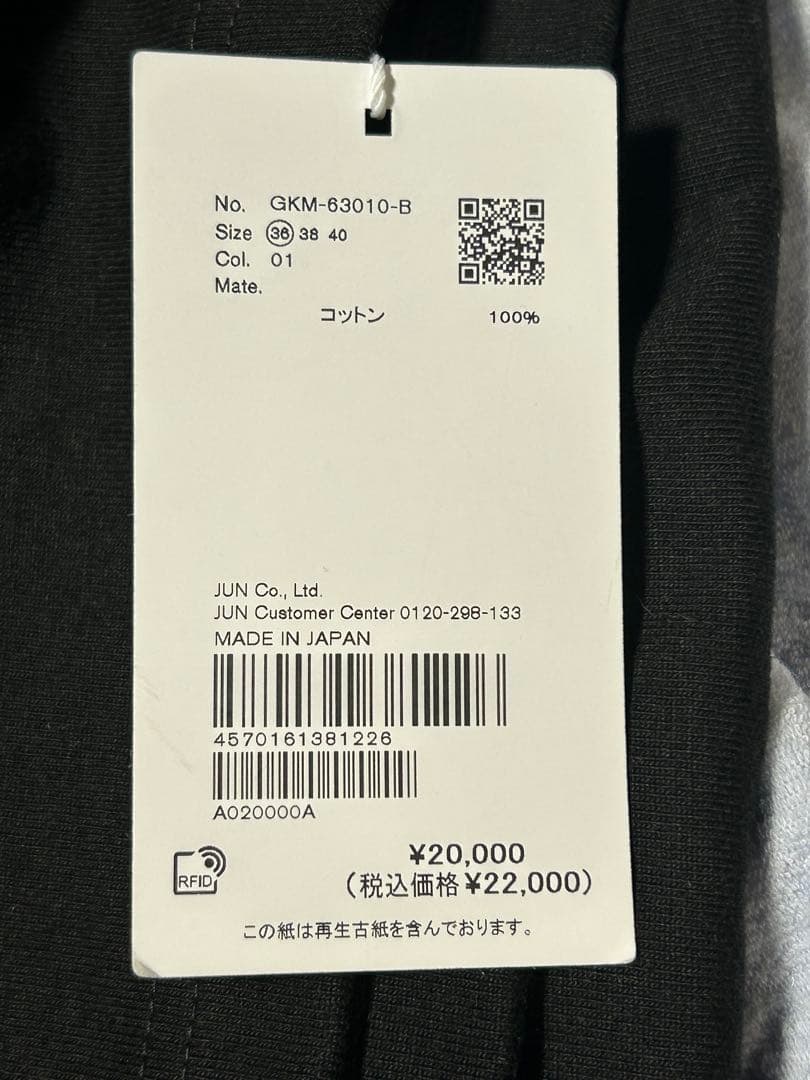 No. GKM-63010-B
Size 36 38 40
Col. 01
Mate.
コットン 100%
JUN Co., Ltd.
JUN Customer Center 0120-298-133
MADE IN JAPAN
4570161381226
A020000A
¥20,000
RFID
(税込価格¥22,000)
この紙は再生古紙を含んでおります。